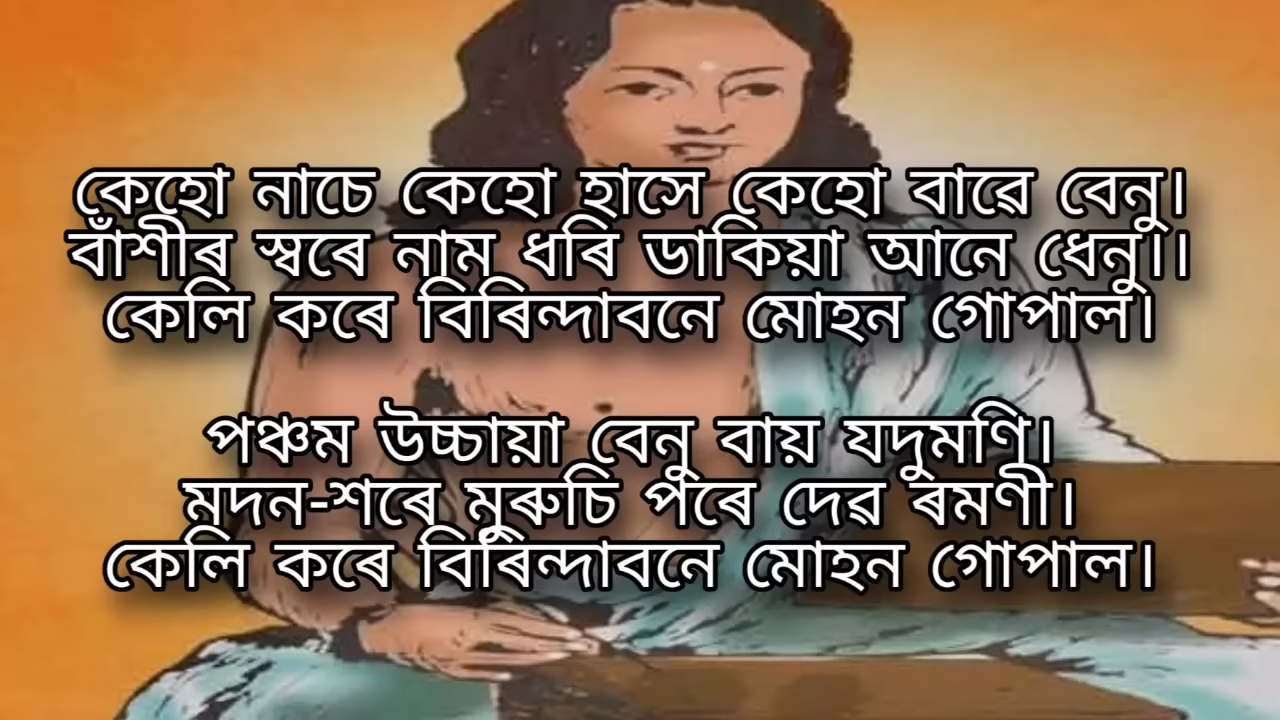 কেহো নাচে কেহো হাসে কেহো বাৱে বেনু।
বাঁশীৰ স্বৰে নাম ধৰি ডাকিয়া আনে ধেনু।।
কেলি কৰে বিৰিন্দাবনে মোহন গোপাল।
পঞ্চম উচ্চায়া বেনু বায় যদুমণি।
মদন-শৰে মুৰুচি পৰে দেৱ ৰমণী।
কেলি কৰে বিৰিন্দাবনে মোহন গোপাল।